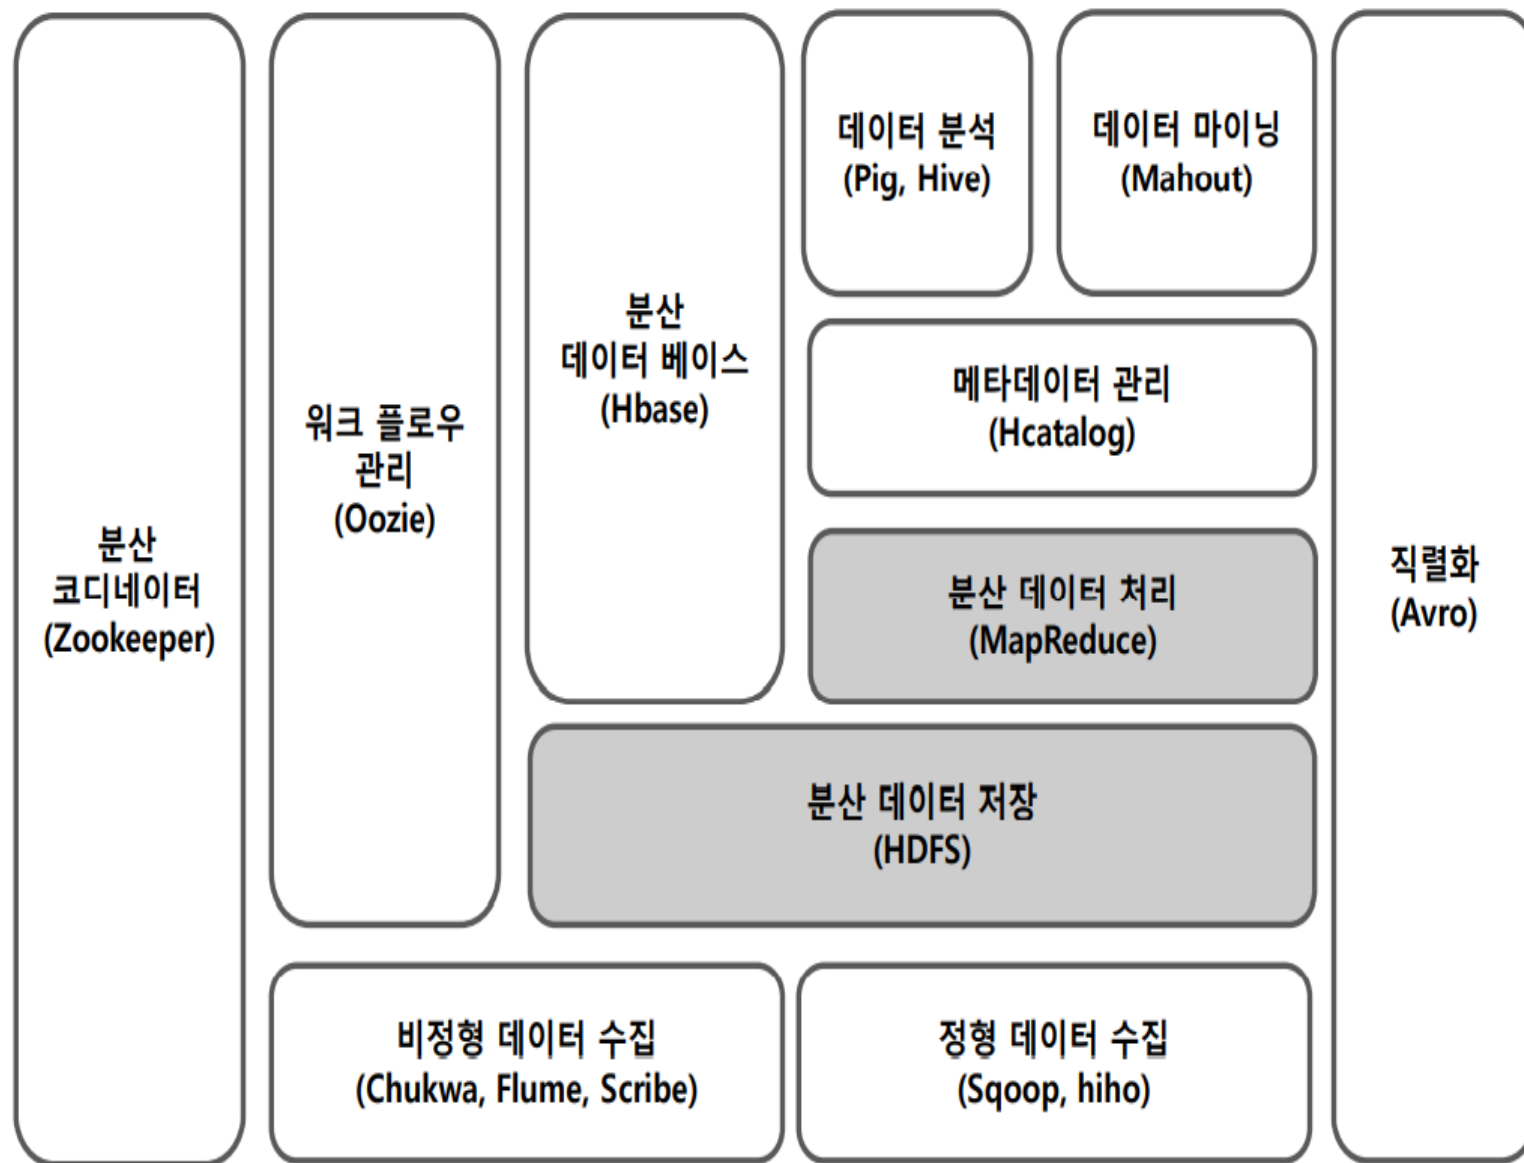 분산
코디네이터
(Zookeeper)
워크 플로우
관리
(Oozie)
분산
데이터 베이스
(Hbase)
데이터 분석
(Pig, Hive)
데이터 마이닝
(Mahout)
메타데이터 관리
(Hcatalog)
분산 데이터 처리
(MapReduce)
분산 데이터 저장
(HDFS)
비정형 데이터 수집
(Chukwa, Flume, Scribe)
정형 데이터 수집
(Sqoop, hiho)
직렬화
(Avro)